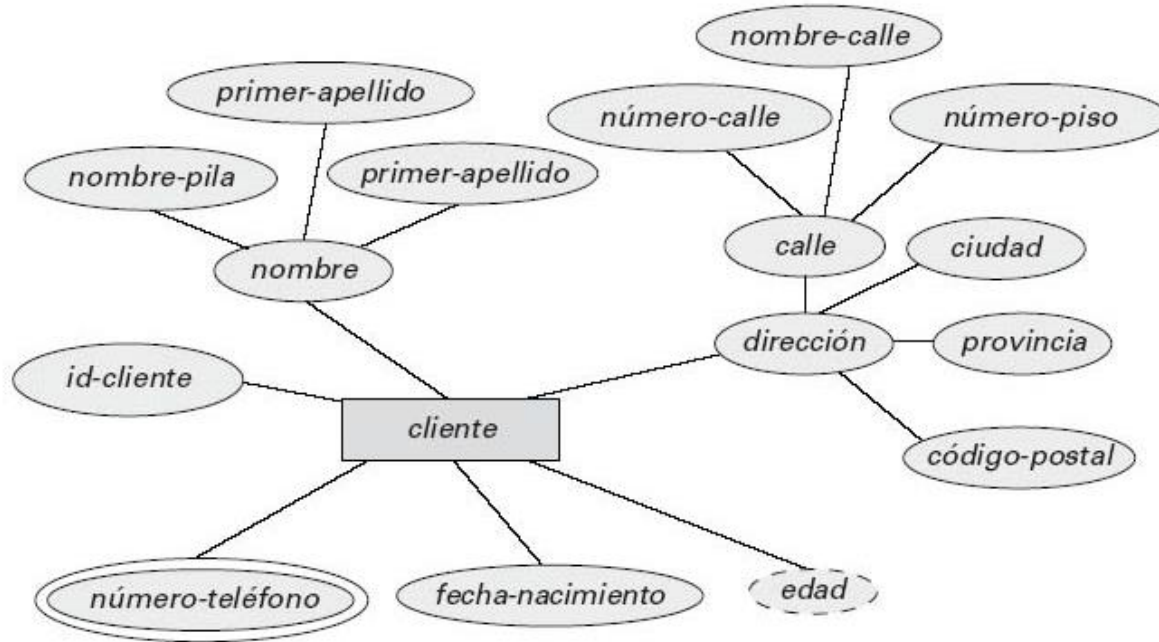 nombre-calle
primer-apellido
número-calle
número-piso
nombre-pila
primer-apellido
calle
ciudad
nombre
dirección
provincia
id-cliente
cliente
código-postal
número-teléfono
fecha-nacimiento
edad